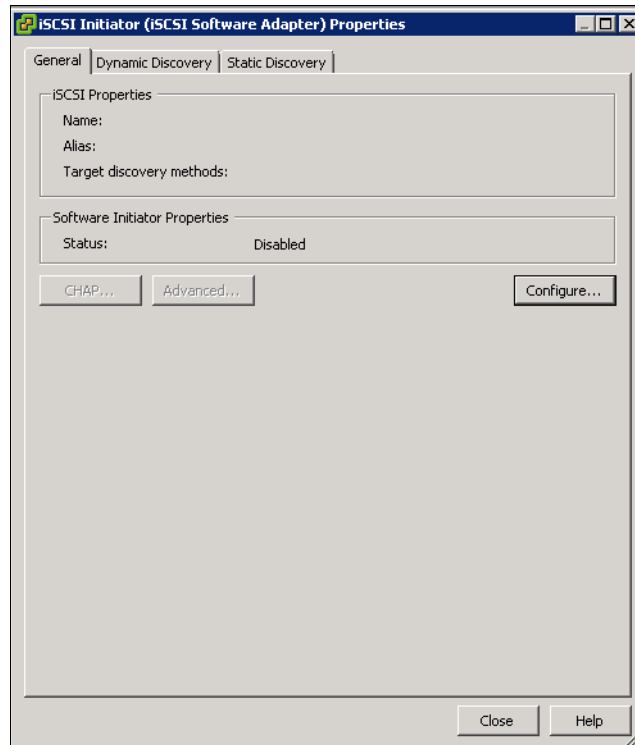 iSCSI Initiator (iSCSI Software Adapter) Properties
General Dynamic Discovery Static Discovery
iSCSI Properties
Name:
Alias:
Target discovery methods:
Software Initiator Properties
Status: Disabled
CHAP... Advanced... Configure...
Close Help